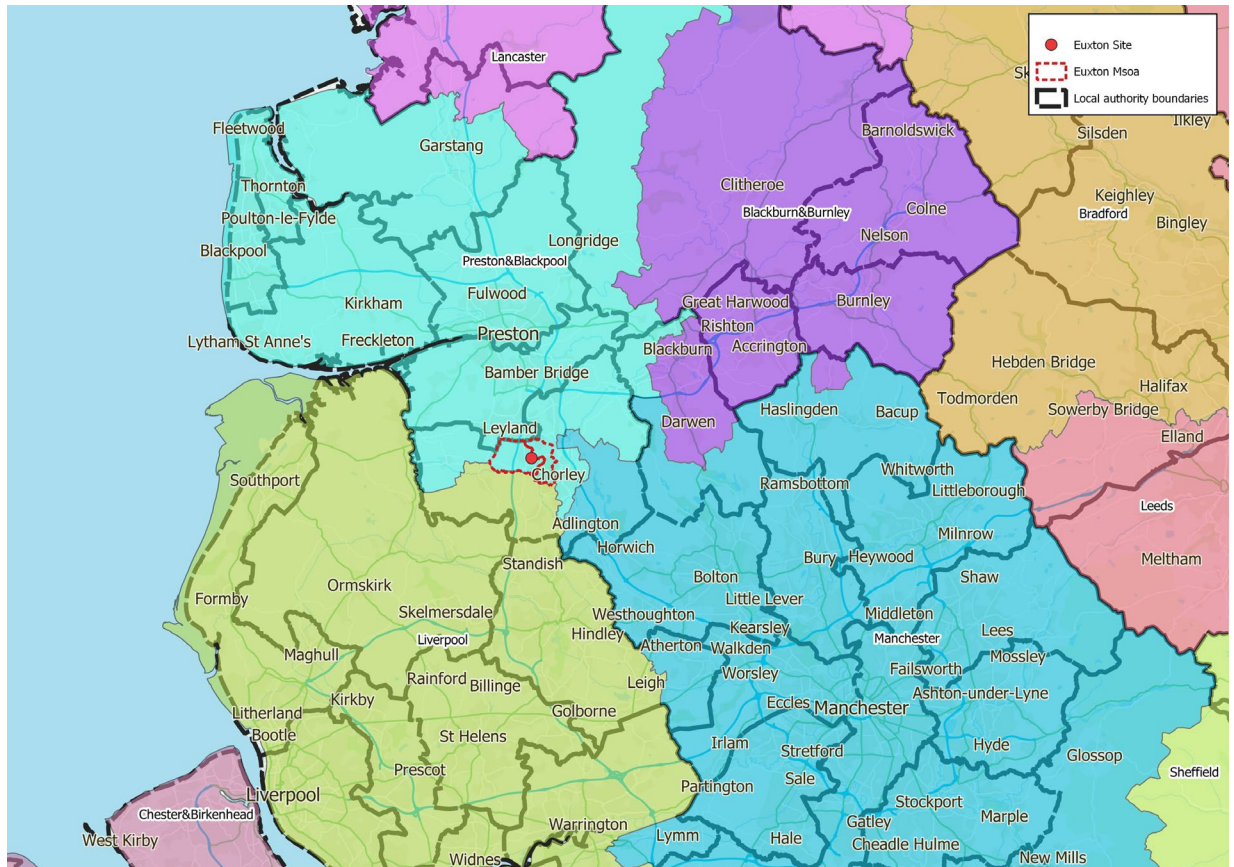 Euxton Site
Euxton Msoa
Local authority boundaries
Lancaster
Fleetwood
Garstang
Barnoldswick
Silsden
Ilkley
Thornton
Clitheroe
Keighley
Poulton-le-Fylde
Blackburn&Burnley
Colne
Bradford
Bingley
Blackpool
Longridge
Nelson
Preston&Blackpool
Kirkham
Fulwood
Great Harwood
Burnley
Lytham St Anne's
Freckleton
Preston
Rishton
Blackburn
Accrington
Bamber Bridge
Hebden Bridge
Halifax
Todmorden
Sowerby Bridge
Haslingden
Bacup
Leyland
Darwen
Elland
Southport
Chorley
Ramsbottom
Whitworth
Littleborough
Leeds
Adlington
Horwich
Milnrow
Standish
Bury
Heywood
Meltham
Formby
Ormskirk
Bolton
Shaw
Skelmersdale
Westhoughton
Little Lever
Middleton
Liverpool
Hindley
Kearsley
Manchester
Lees
Maghull
Atherton
Walkden
Mossley
Rainford
Billinge
Leigh
Worsley
Failsworth
Kirkby
Ashton-under-Lyne
Litherland
Golborne
Eccles
Manchester
Bootle
St Helens
Irlam
Stretford
Hyde
Glossop
Prescot
Partington
Sale
Sheffield
Liverpool
Stockport
Chester&Birkenhead
Marple
West Kirby
Warrington
Lymm
Hale
Gatley
Cheadle Hulme
Widnes
New Mills